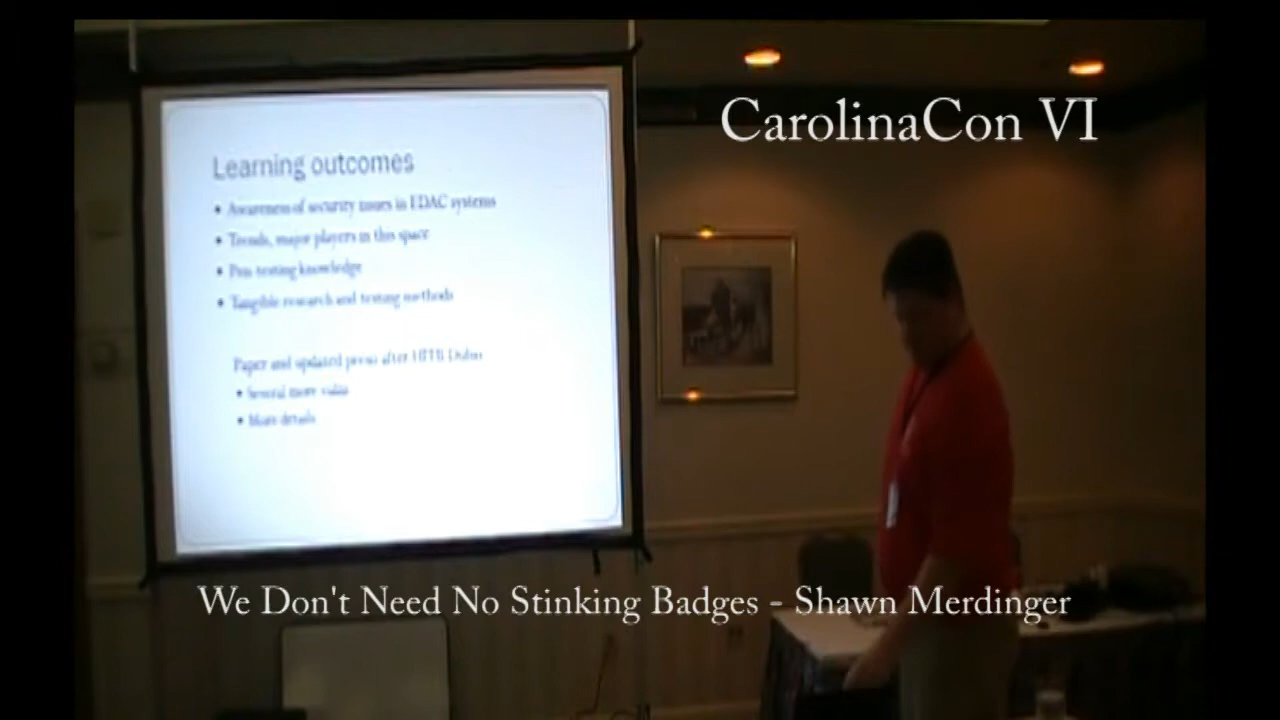 CarolinaCon VI
Learning outcomes
• Awareness of security issues in EDAC systems
• Trends, major players in this space
• Pen-testing knowledge
• Tangible research and testing methods
Paper and updated preso after HITB Dubai
• Several more vulns
• More details
We Don't Need No Stinking Badges - Shawn Merdinger